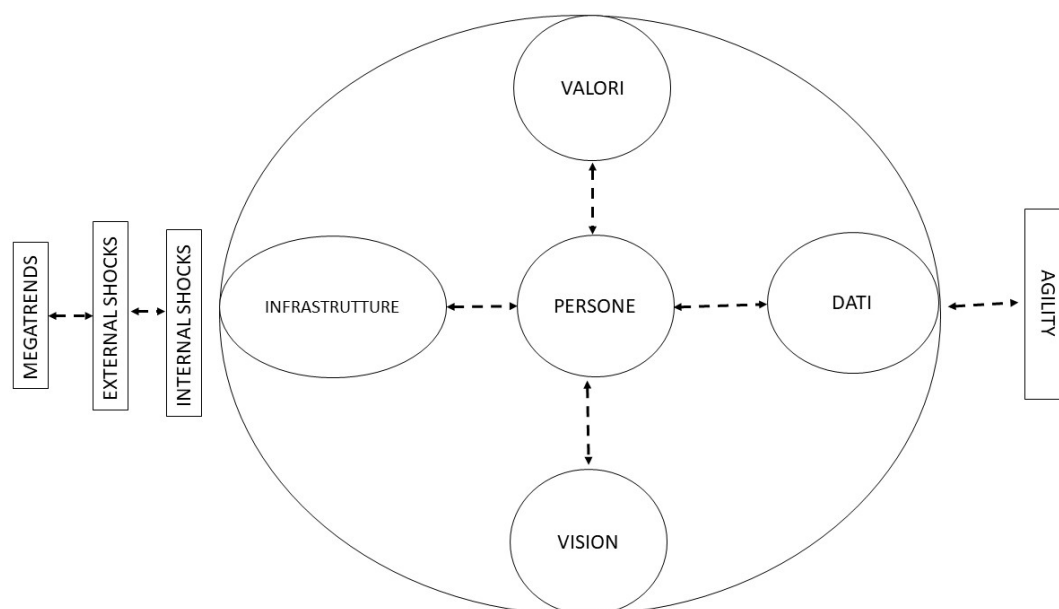 VALORI
MEGATRENDS
EXTERNAL SHOCKS
INTERNAL SHOCKS
INFRASTRUTTURE
PERSONE
DATI
AGILITY
VISION